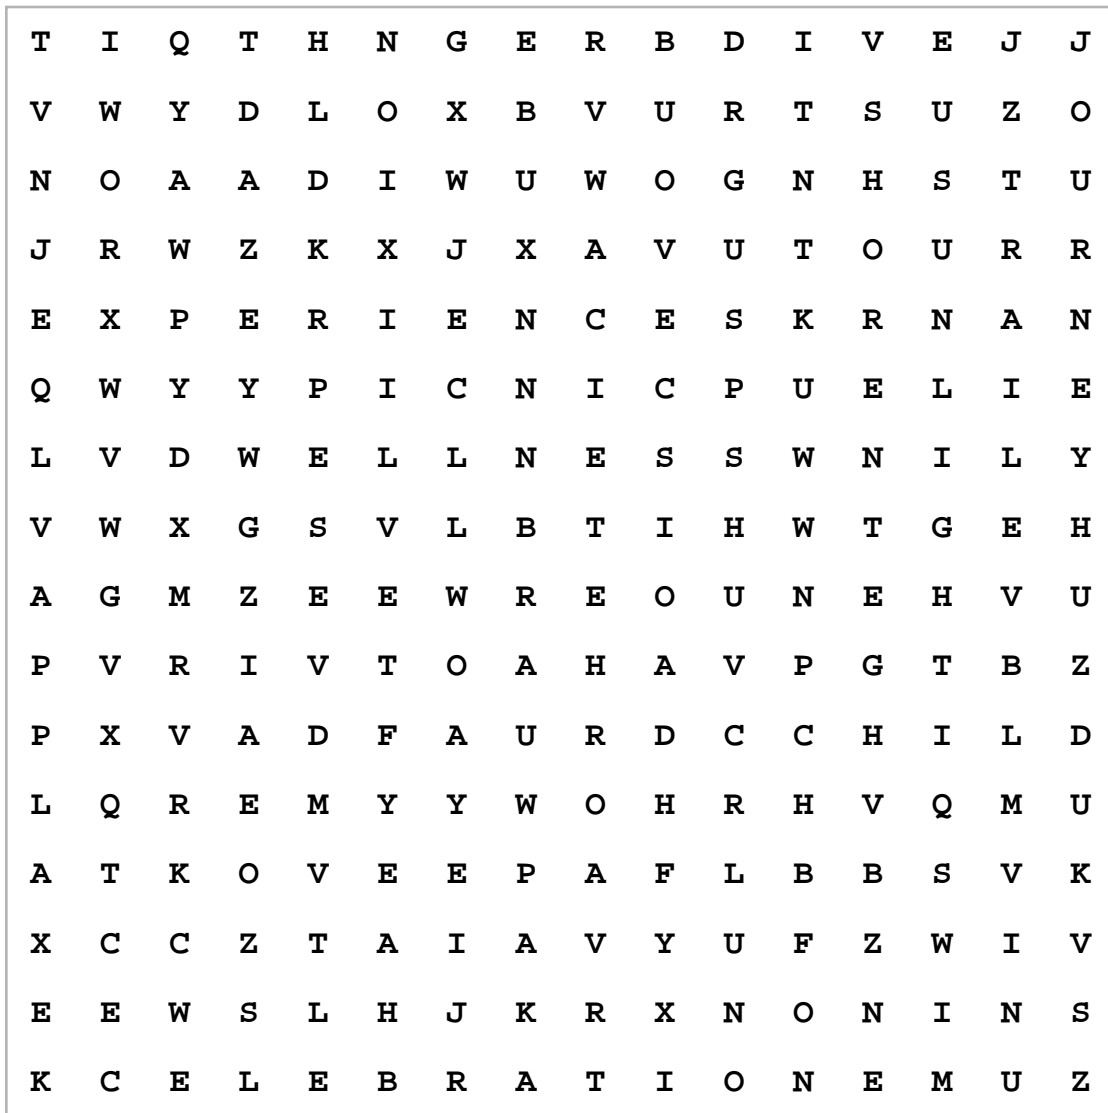 T I Q T H N G E R B D I V E J J
V W Y D L O X B V U R T S U Z O
N O A A D I W U W O G N H S T U
J R W Z K X J X A V U T O U R R
E X P E R I E N C E S K R N A N
Q W Y Y P I C N I C P U E L I E
L V D W E L L N E S S W N I L Y
V W X G S V L B T I H W T G E H
A G M Z E E W R E O U N E H V U
P V R I V T O A H A V P G T B Z
P X V A D F A U R D C C H I L D
L Q R E M Y Y W O H R H V Q M U
A T K O V E E P A F L B B S V K
X C C Z T A I A V Y U F Z W I V
E E W S L H J K R X N O N I N S
K C E L E B R A T I O N E M U Z